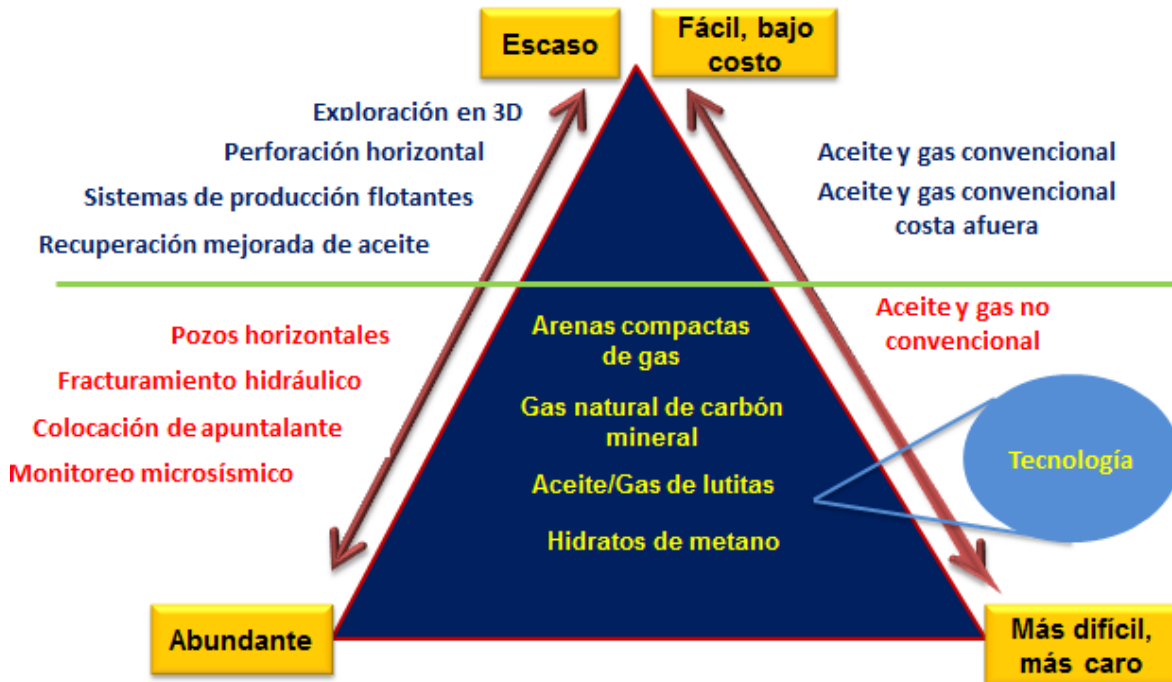 Escaso
Fácil, bajo
costo
Exploración en 3D
Perforación horizontal
Sistemas de producción flotantes
Recuperación mejorada de aceite
Aceite y gas convencional
Aceite y gas convencional
costa afuera
Pozos horizontales
Fracturamiento hidráulico
Colocación de apuntalante
Monitoreo microsísmico
Arenas compactas
de gas
Gas natural de carbón
mineral
Aceite/Gas de lutitas
Hidratos de metano
Aceite y gas no
convencional
Tecnología
Abundante
Más difícil,
más caro